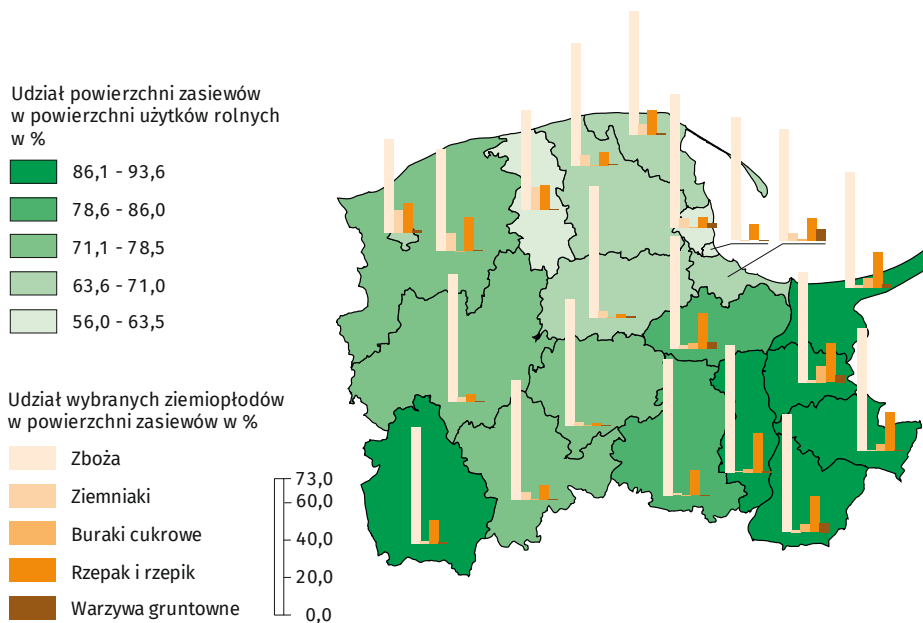 Udział powierzchni zasiewów
w powierzchni użytków rolnych
w %
86,1 - 93,6
78,6 - 86,0
71,1 - 78,5
63,6 - 71,0
56,0 - 63,5
Udział wybranych ziemiopłodów
w powierzchni zasiewów w %
Zboża
Ziemniaki
Buraki cukrowe
Rzepak i rzepik
Warzywa gruntowne
73,0
60,0
40,0
20,0
0,0